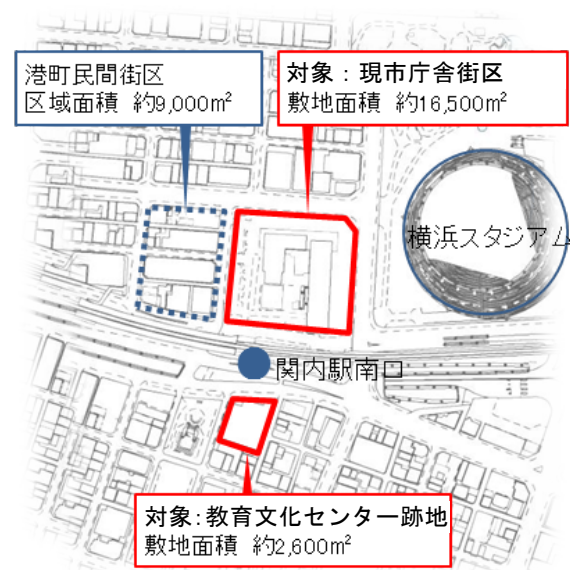 港町民間街区
区域面積 約9,000m²
対象：現市庁舎街区
敷地面積 約16,500m²
横浜スタジアム
関内駅南口
対象：教育文化センター跡地
敷地面積 約2,600m²